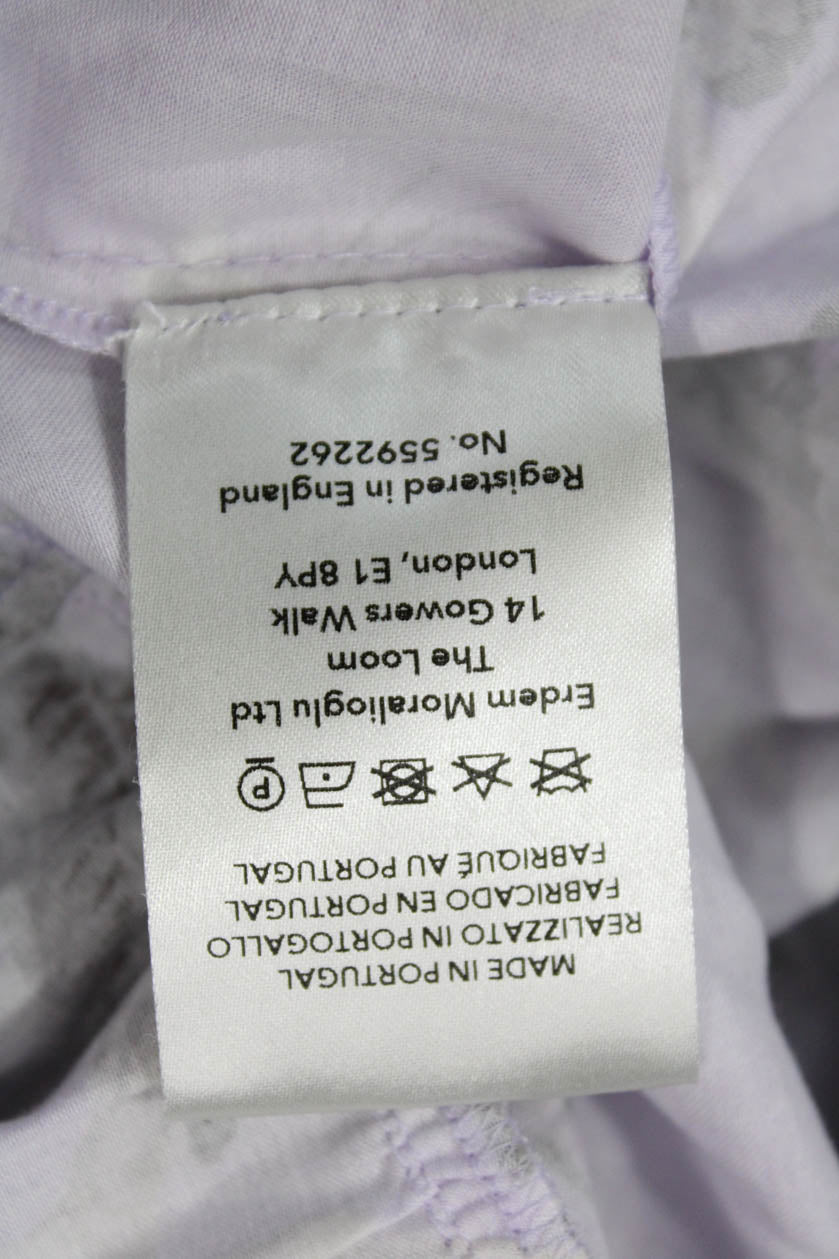 MADE IN PORTUGAL
REALIZZATO IN PORTOGALLO
FABRICADO EN PORTUGAL
FABRIQUÉ AU PORTUGAL
P
Erdem Moralioglu Ltd
The Loom
14 Gowers Walk
London, E1 8PY
Registered in England
No. 5592262